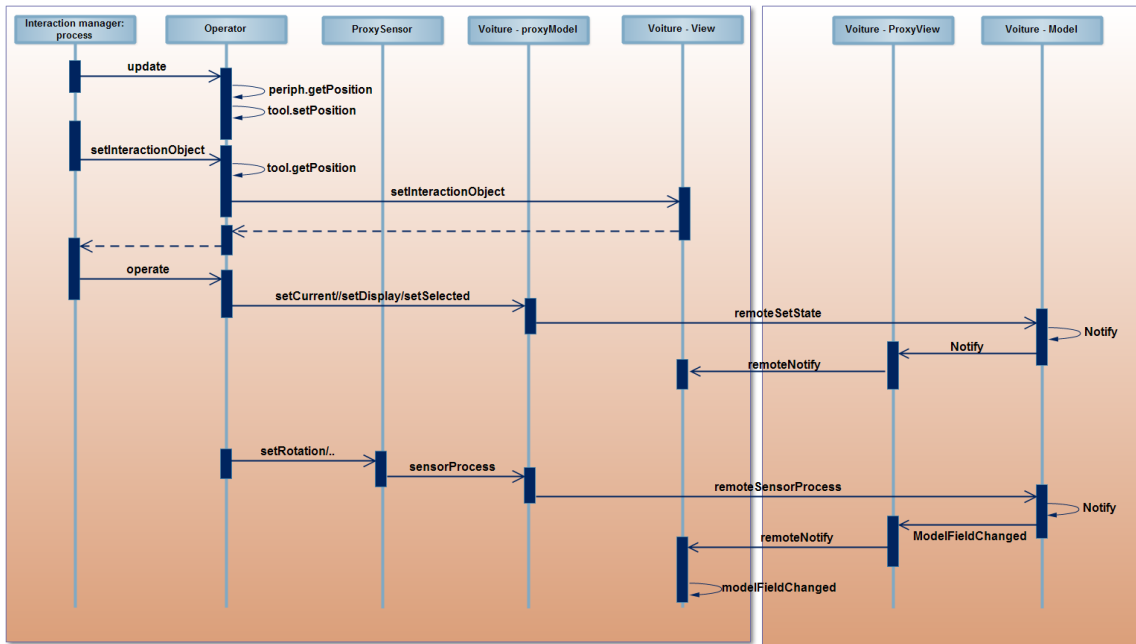 Interaction manager:
process
Operator
ProxySensor
Voiture - proxyModel
Voiture - View
Voiture - ProxyView
Voiture - Model
update
periph.getPosition
tool.setPosition
setInteractionObject
tool.getPosition
setInteractionObject
operate
setCurrent//setDisplay/setSelected
remoteSetState
Notify
Notify
remoteNotify
setRotation/..
sensorProcess
remoteSensorProcess
Notify
ModelFieldChanged
remoteNotify
modelFieldChanged